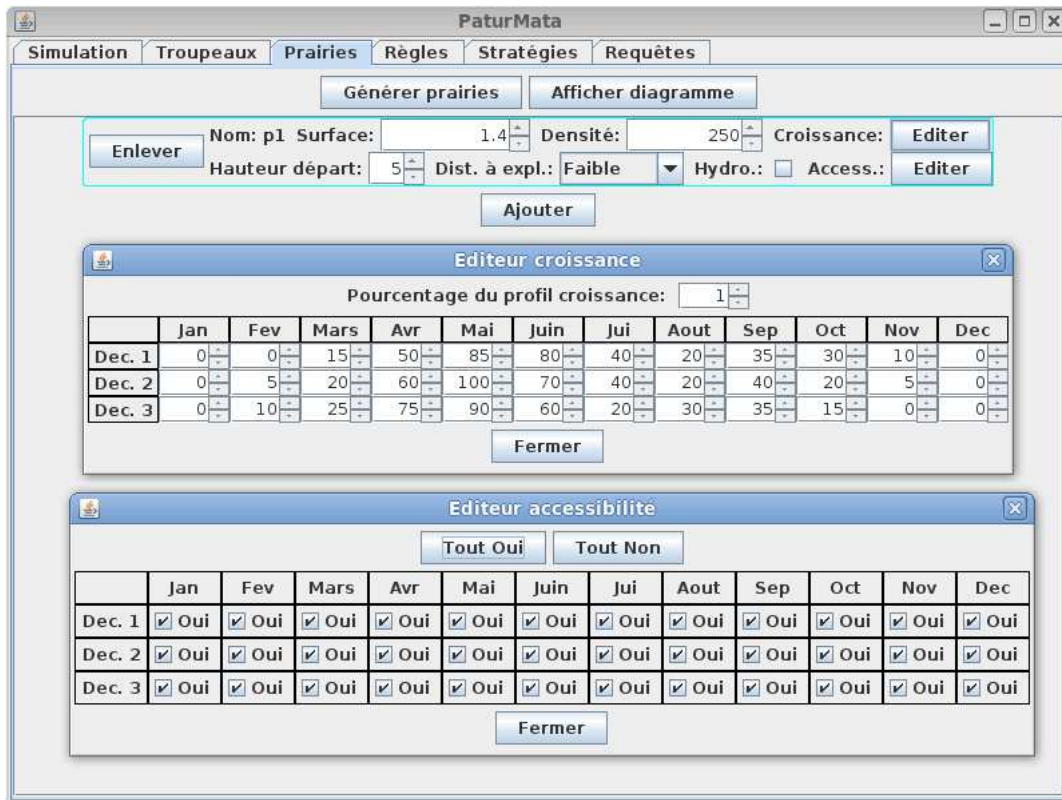 PaturMata
Simulation Troupeaux Prairies Règles Stratégies Requêtes
Générer prairies Afficher diagramme
Enlever
Nom: p1 Surface: 1.4 Densité: 250 Croissance: Editer
Hauteur départ: 5 Dist. à expl.: Faible Hydro.: Access.: Editer
Ajouter
Editeur croissance
Pourcentage du profil croissance: 1
Jan Fev Mars Avr Mai Juin Jui Aout Sep Oct Nov Dec
Dec. 1 0 0 15 50 85 80 40 20 35 30 10 0
Dec. 2 0 5 20 60 100 70 40 20 40 20 5 0
Dec. 3 0 10 25 75 90 60 20 30 35 15 0 0
Fermer
Editeur accessibilité
Tout Oui Tout Non
Jan Fev Mars Avr Mai Juin Jui Aout Sep Oct Nov Dec
Dec. 1 Oui Oui Oui Oui Oui Oui Oui Oui Oui Oui Oui Oui
Dec. 2 Oui Oui Oui Oui Oui Oui Oui Oui Oui Oui Oui Oui
Dec. 3 Oui Oui Oui Oui Oui Oui Oui Oui Oui Oui Oui Oui
Fermer